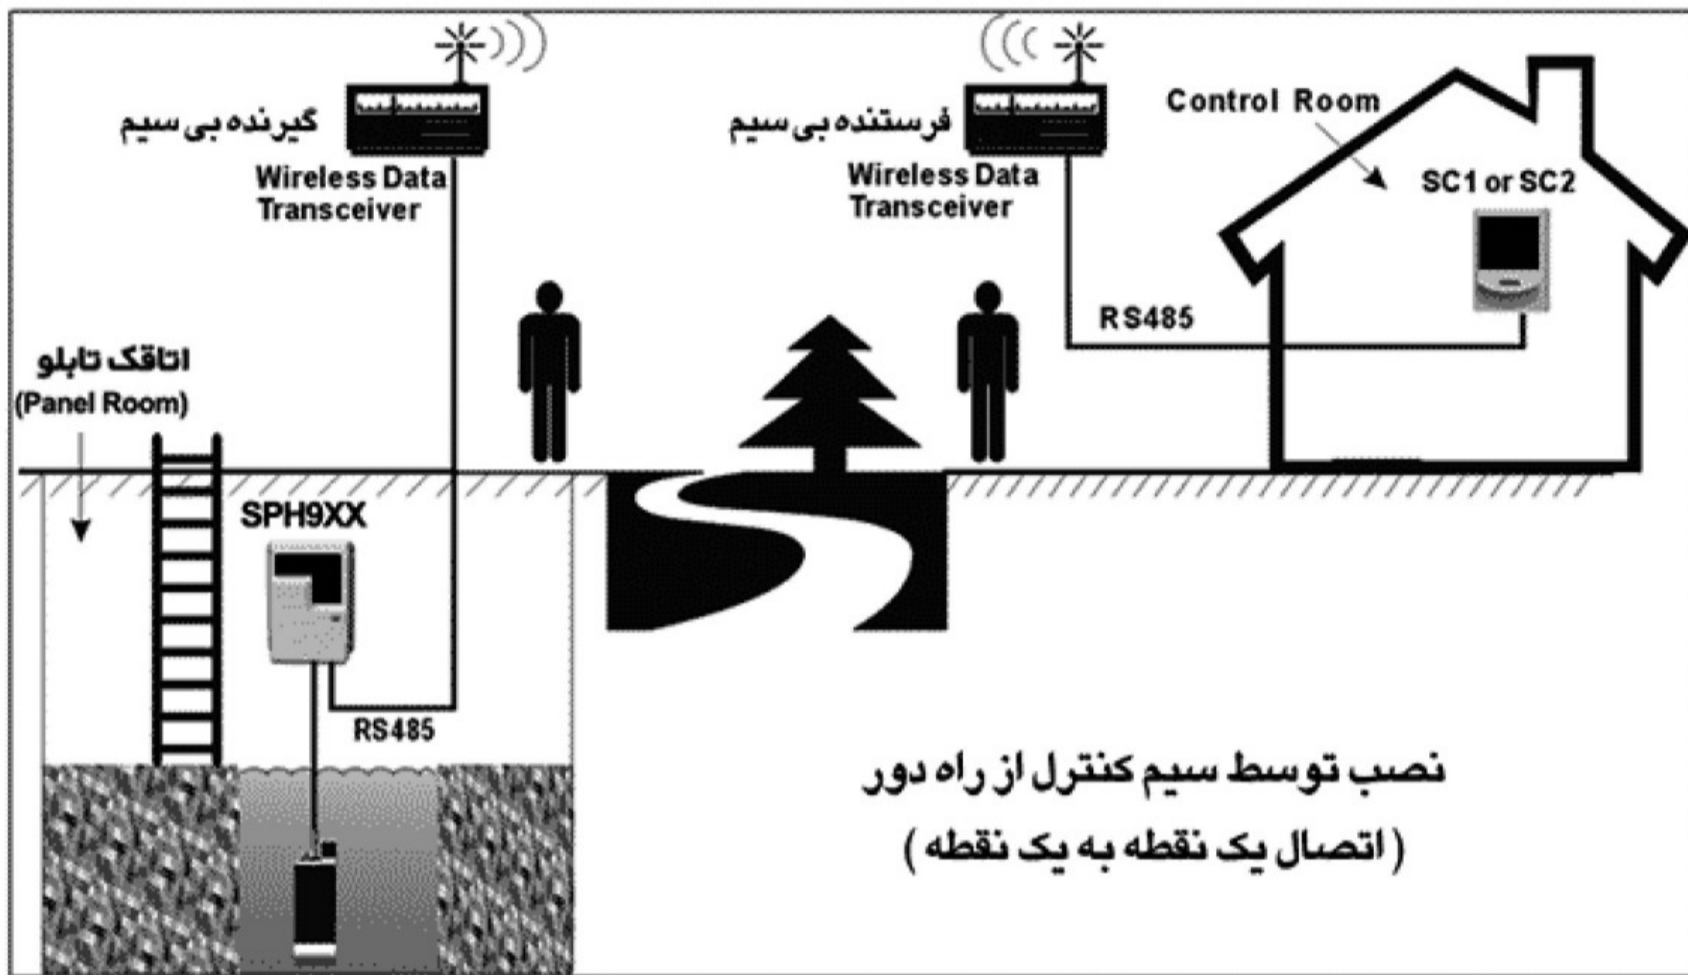 گیرنده بی سیم
Wireless Data
Transceiver
فرستنده بی سیم
Wireless Data
Transceiver
Control Room
SC1 or SC2
RS485
اتاقک تابلو
(Panel Room)
SPH9XX
RS485
نصب توسط سیم کنترل از راه دور
( اتصال یک نقطه به یک نقطه )